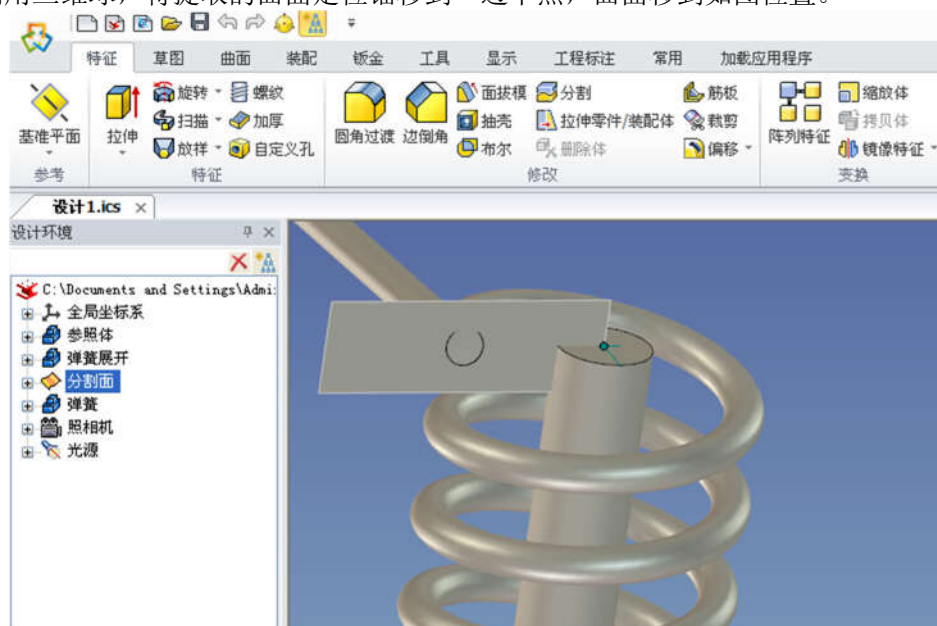 用三维球，将提取的曲面定位锚移到一边中点，曲面移到如图位置。
特征 草图 曲面 装配 钣金 工具 显示 工程标注 常用 加载应用程序
旋转 螺纹 面拔模 分割 筋板 缩放体
基准平面 拉伸 扫描 加厚 圆角过渡 边倒角 抽壳 拉伸零件/装配体 裁剪 阵列特征 拷贝体
放样 自定义孔 布尔 删除体 偏移 镜像特征
参考 特征 修改 变换
设计1.ics
设计环境
C:\Documents and Settings\Admi:
全局坐标系
参照体
弹簧展开
分割面
弹簧
照相机
光源